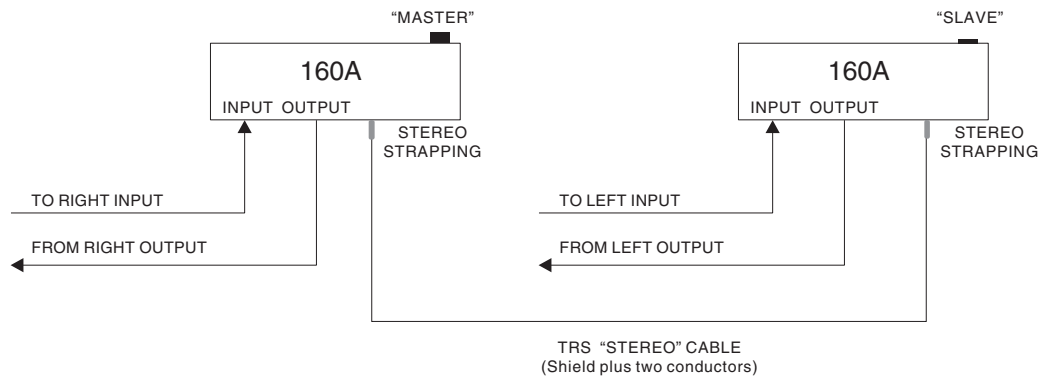 “MASTER”
160A
INPUT OUTPUT
STEREO
STRAPPING
TO RIGHT INPUT
FROM RIGHT OUTPUT
“SLAVE”
160A
INPUT OUTPUT
STEREO
STRAPPING
TO LEFT INPUT
FROM LEFT OUTPUT
TRS “STEREO” CABLE
(Shield plus two conductors)